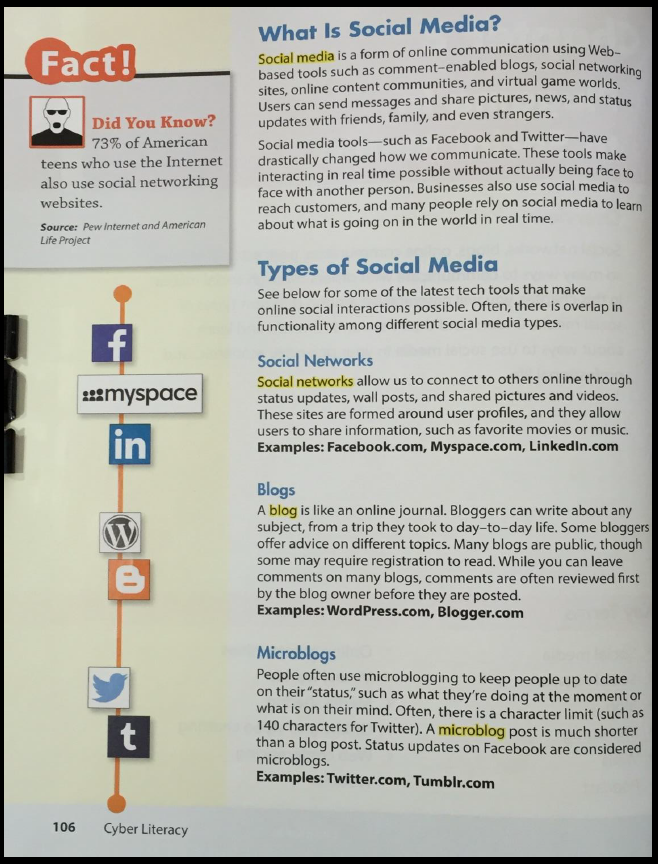 What Is Social Media?
Social media is a form of online communication using Web-
based tools such as comment-enabled blogs, social networking
sites, online content communities, and virtual game worlds.
Users can send messages and share pictures, news, and status
updates with friends, family, and even strangers.
Social media tools—such as Facebook and Twitter—have
drastically changed how we communicate. These tools make
interacting in real time possible without actually being face to
face with another person. Businesses also use social media to
reach customers, and many people rely on social media to learn
about what is going on in the world in real time.
Fact!
Did You Know?
73% of American
teens who use the Internet
also use social networking
websites.
Source: Pew Internet and American
Life Project
Types of Social Media
See below for some of the latest tech tools that make
online social interactions possible. Often, there is overlap in
functionality among different social media types.
f
myspace
in
Social Networks
Social networks allow us to connect to others online through
status updates, wall posts, and shared pictures and videos.
These sites are formed around user profiles, and they allow
users to share information, such as favorite movies or music.
Examples: Facebook.com, Myspace.com, LinkedIn.com
W
B
Blogs
A blog is like an online journal. Bloggers can write about any
subject, from a trip they took to day-to-day life. Some bloggers
offer advice on different topics. Many blogs are public, though
some may require registration to read. While you can leave
comments on many blogs, comments are often reviewed first
by the blog owner before they are posted.
Examples: WordPress.com, Blogger.com
t
Microblogs
People often use microblogging to keep people up to date
on their "status," such as what they're doing at the moment or
what is on their mind. Often, there is a character limit (such as
140 characters for Twitter). A microblog post is much shorter
than a blog post. Status updates on Facebook are considered
microblogs.
Examples: Twitter.com, Tumblr.com
106 Cyber Literacy